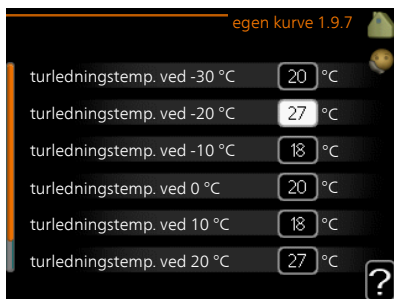 egen kurve 1.9.7
turledningstemp. ved -30 °C 20 °C
turledningstemp. ved -20 °C 27 °C
turledningstemp. ved -10 °C 18 °C
turledningstemp. ved 0 °C 20 °C
turledningstemp. ved 10 °C 18 °C
turledningstemp. ved 20 °C 27 °C
?